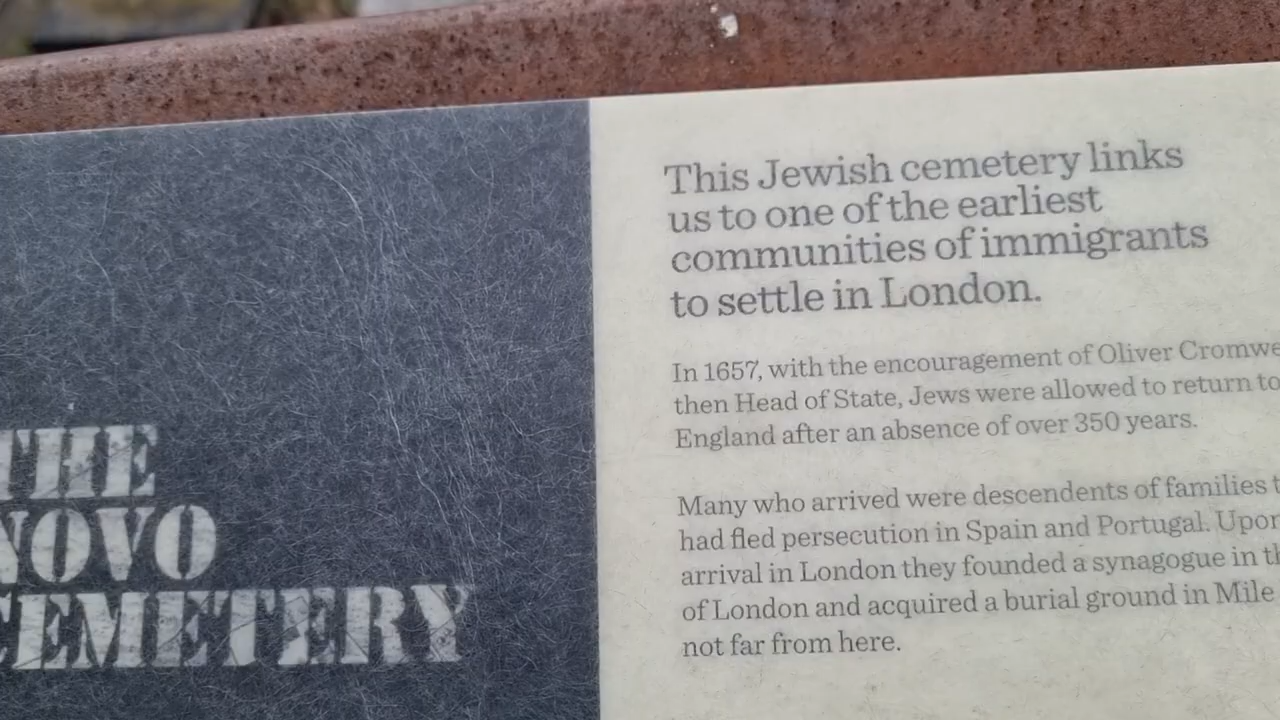 THE
NOVO
CEMETERY
This Jewish cemetery links
us to one of the earliest
communities of immigrants
to settle in London.
In 1657, with the encouragement of Oliver Cromwe
then Head of State, Jews were allowed to return to
England after an absence of over 350 years.
Many who arrived were descendents of families t
had fled persecution in Spain and Portugal. Upon
arrival in London they founded a synagogue in th
of London and acquired a burial ground in Mile
not far from here.